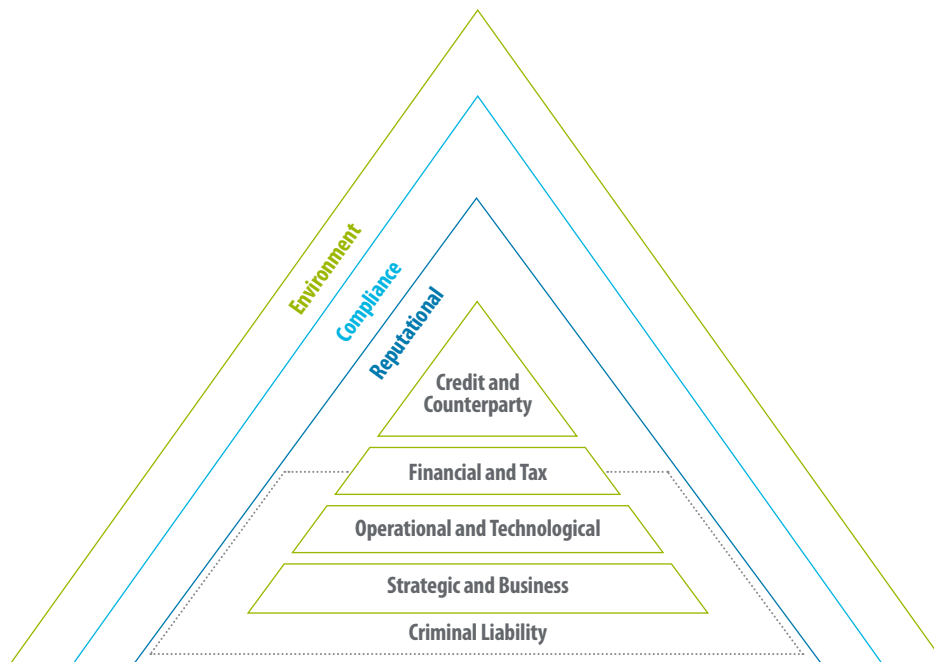 Environment
Compliance
Reputational
Credit and
Counterparty
Financial and Tax
Operational and Technological
Strategic and Business
Criminal Liability